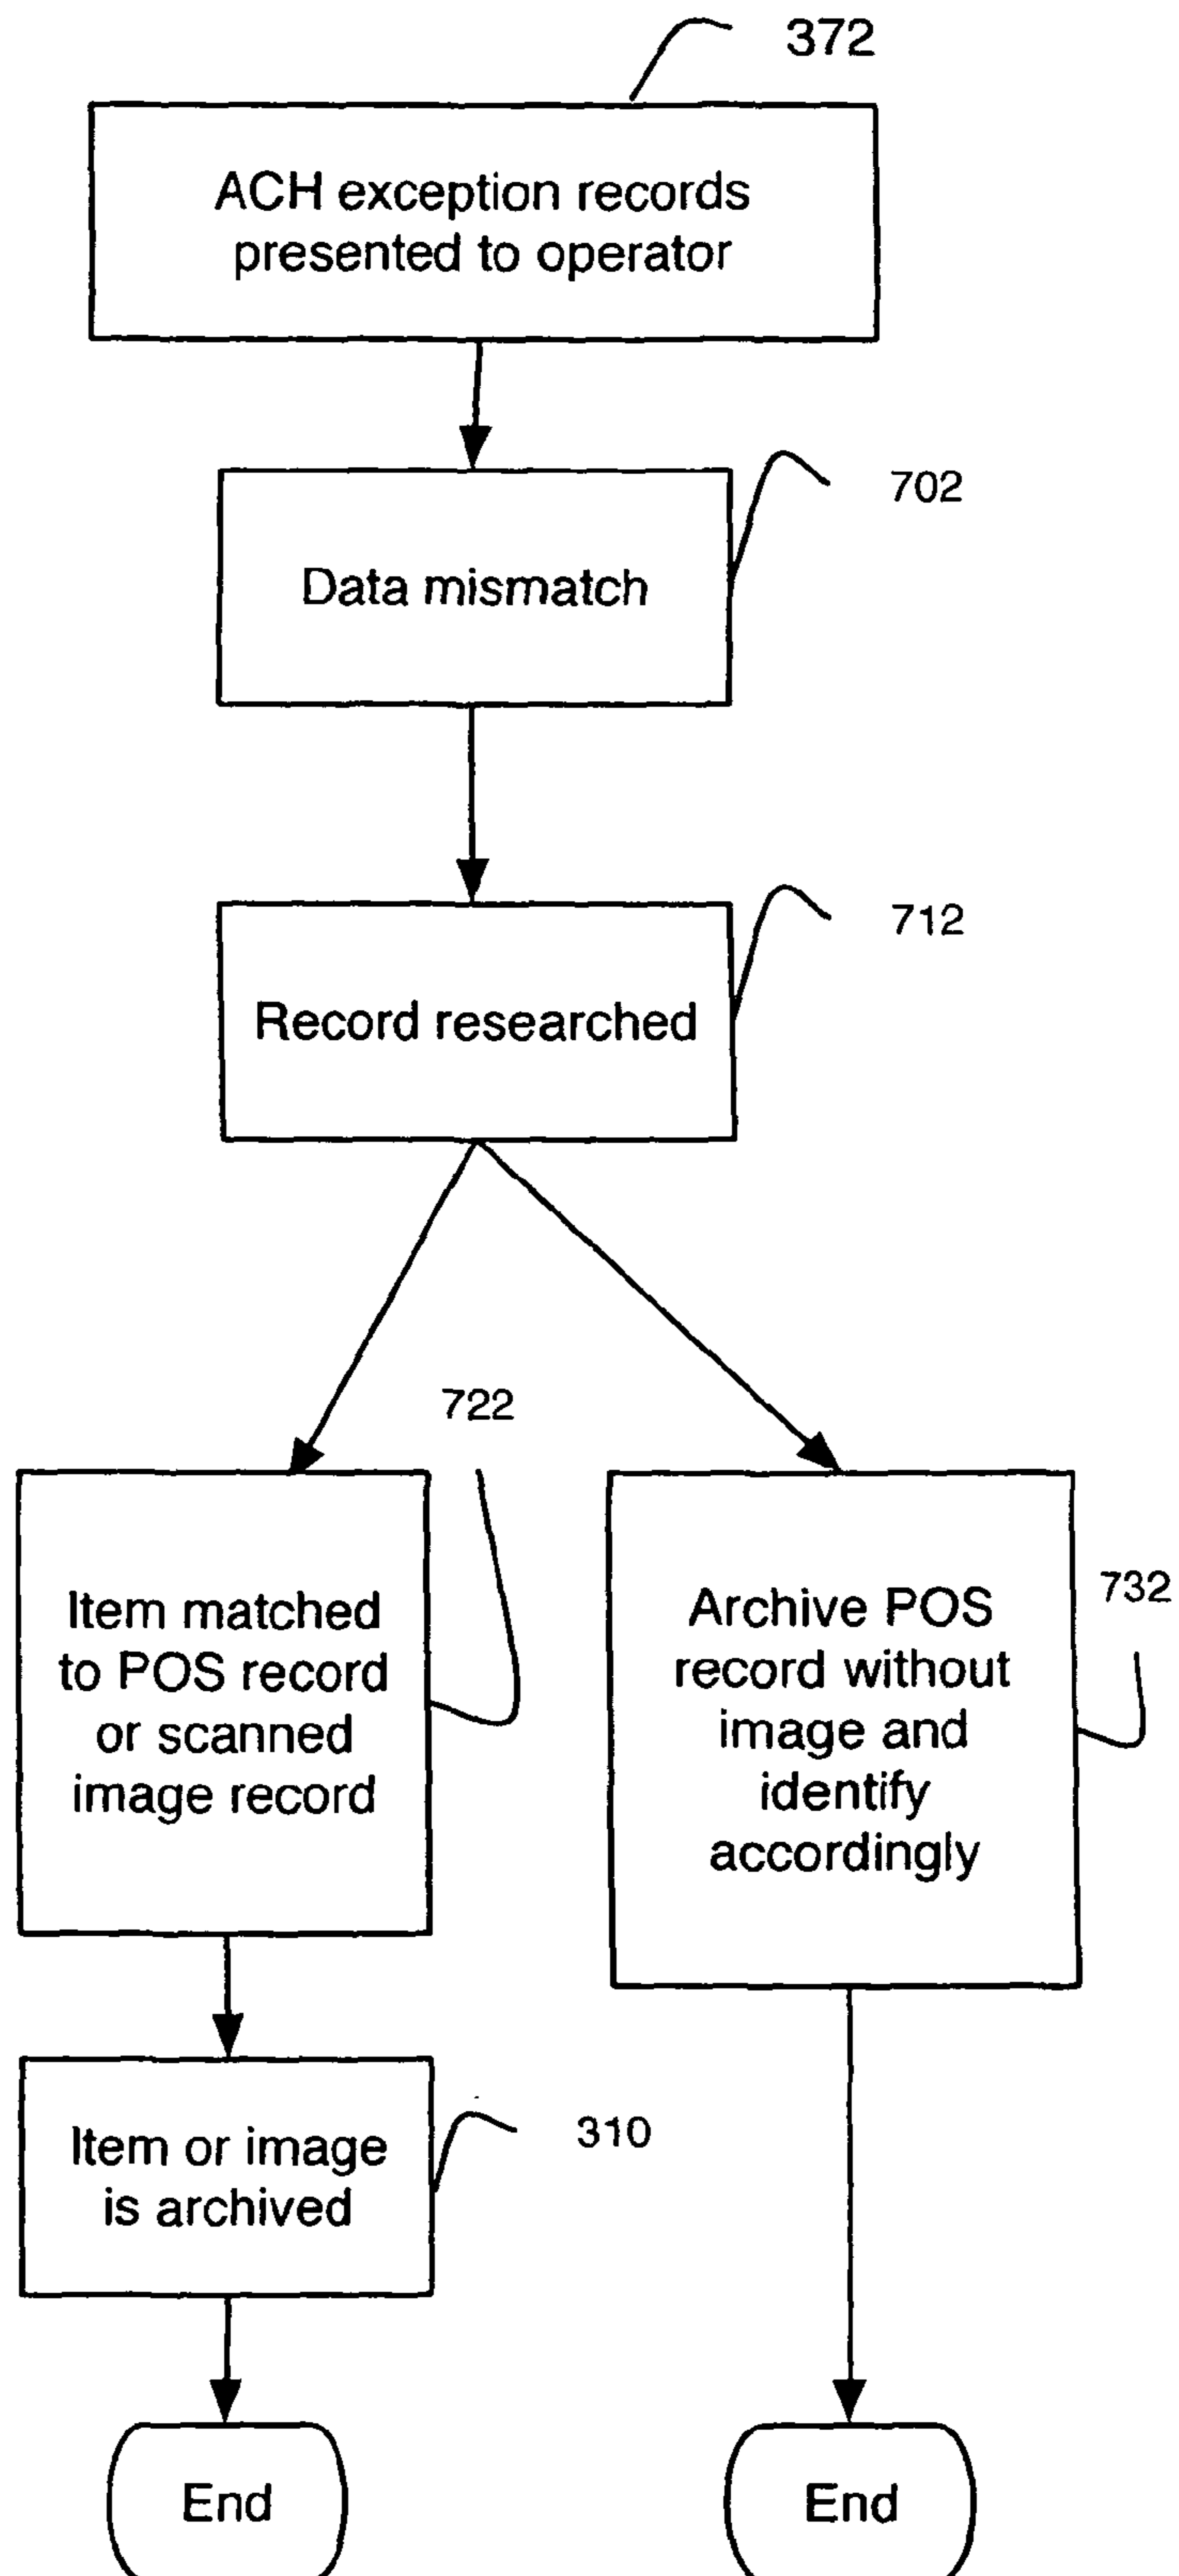 372
ACH exception records
presented to operator
702
Data mismatch
712
Record researched
722
Item matched
to POS record
or scanned
image record
732
Archive POS
record without
image and
identify
accordingly
310
Item or image
is archived
End
End